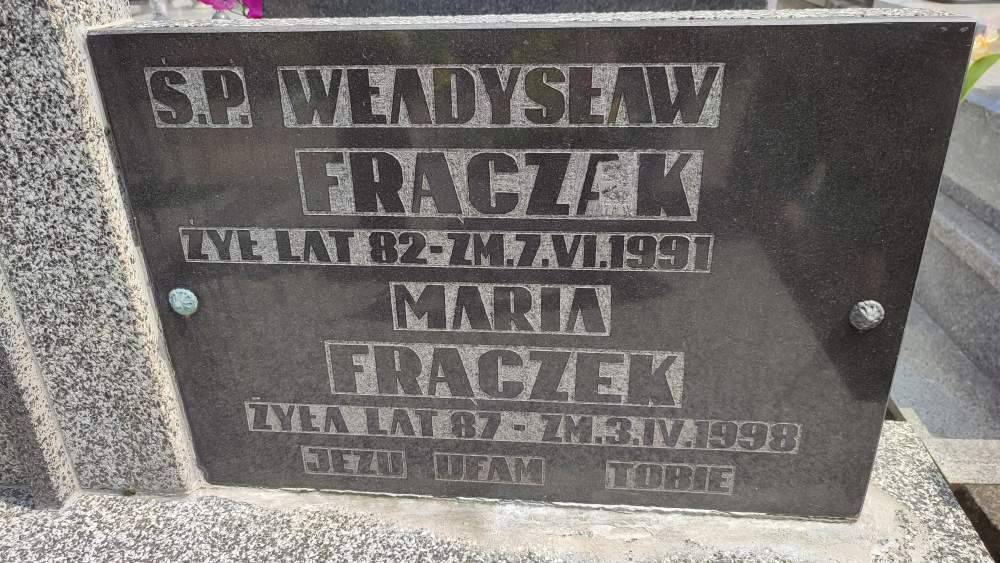 Ś.P. WŁADYSŁAW
FRĄCZAK
ŻYŁ LAT 82-ZM.7.VI.1991
MARIA
FRĄCZEK
ŻYŁA LAT 87 - ZM.3.IV.1998
JEZU UFAM TOBIE